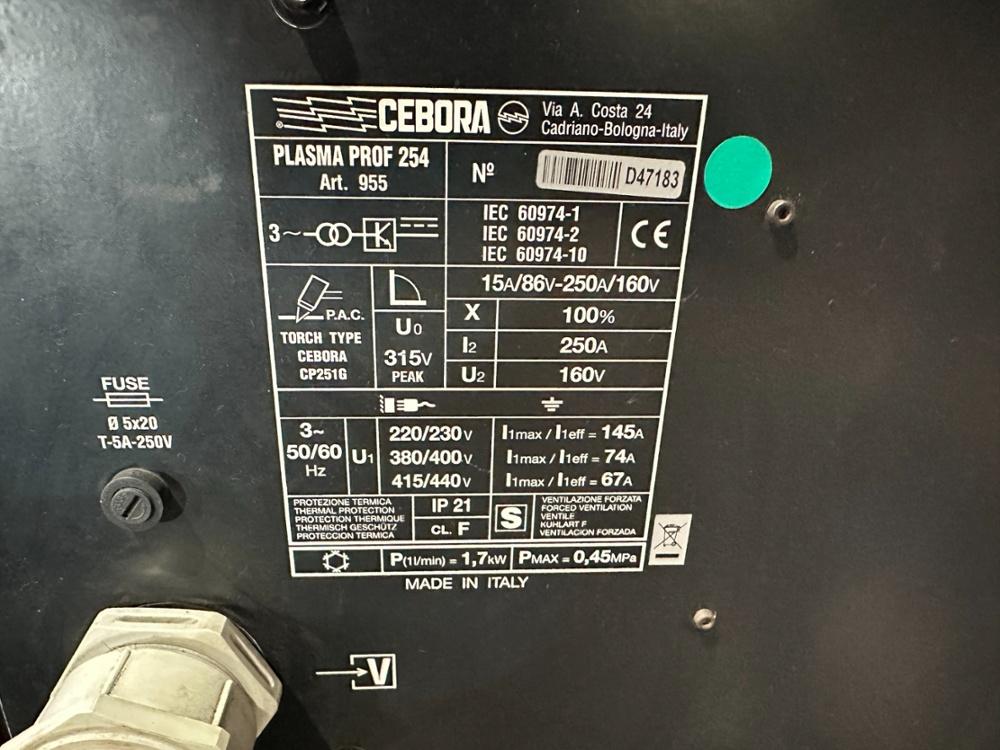 CEBORA
Via A. Costa 24
Cadriano-Bologna-Italy
PLASMA PROF 254
Art. 955
Nº
D47183
3~
IEC 60974-1
IEC 60974-2
IEC 60974-10
CE
P.A.C.
TORCH TYPE
CEBORA
CP251G
U0
315V
PEAK
15A/86V-250A/160V
X 100%
I2 250A
U2 160V
3~
50/60
Hz
U1
220/230V I1max / I1eff = 145A
380/400V I1max / I1eff = 74A
415/440V I1max / I1eff = 67A
PROTEZIONE TERMICA
THERMAL PROTECTION
PROTECTION THERMIQUE
THERMISCH GESCHÜTZ
PROTECCION TERMICA
IP 21
CL. F
S
VENTILAZIONE FORZATA
FORCED VENTILATION
VENTILE
KUHLART F
VENTILACION FORZADA
P(1l/min) = 1,7kW PMAX = 0,45MPa
MADE IN ITALY
FUSE
Ø 5x20
T-5A-250V
V